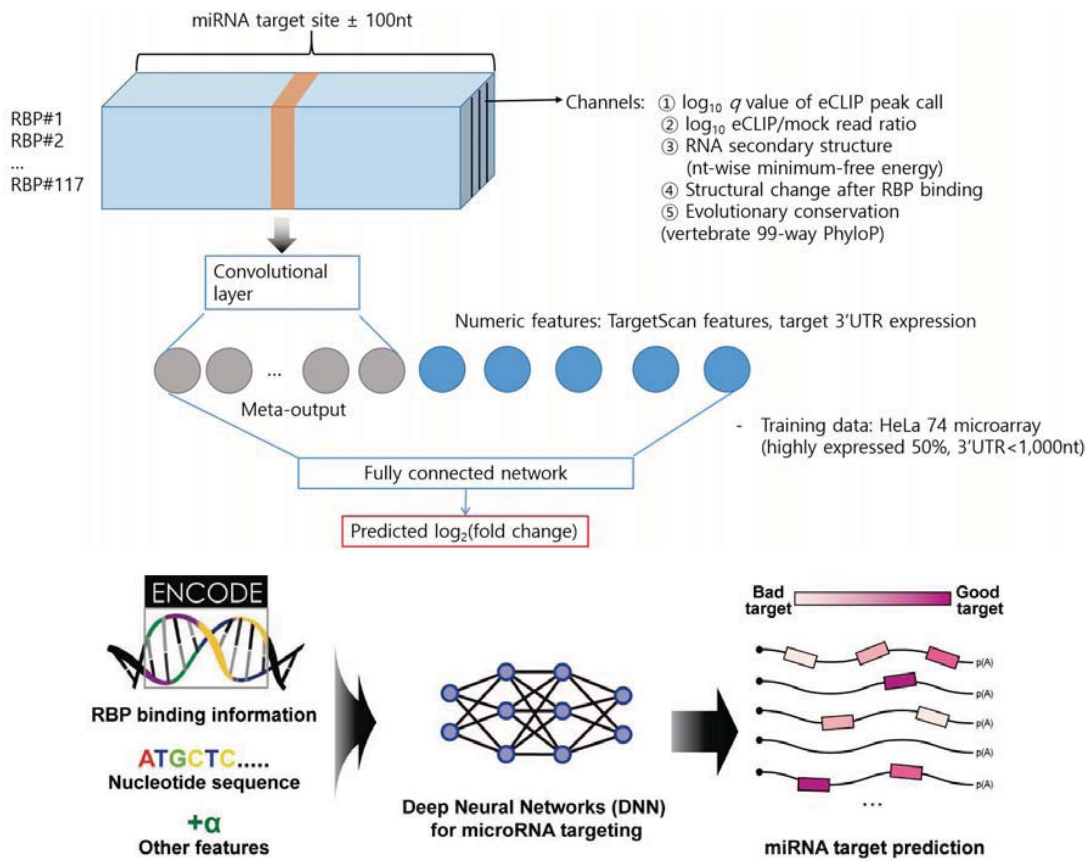 miRNA target site ± 100nt
RBP#1
RBP#2
...
RBP#117
Channels: ① log₁₀ q value of eCLIP peak call
② log₁₀ eCLIP/mock read ratio
③ RNA secondary structure
(nt-wise minimum-free energy)
④ Structural change after RBP binding
⑤ Evolutionary conservation
(vertebrate 99-way PhyloP)
Convolutional
layer
Numeric features: TargetScan features, target 3'UTR expression
...
Meta-output
- Training data: HeLa 74 microarray
(highly expressed 50%, 3'UTR<1,000nt)
Fully connected network
Predicted log₂(fold change)
ENCODE
RBP binding information
ATGCTC.....
Nucleotide sequence
+α
Other features
Deep Neural Networks (DNN)
for microRNA targeting
Bad
target
Good
target
p(A)
p(A)
p(A)
p(A)
p(A)
...
miRNA target prediction